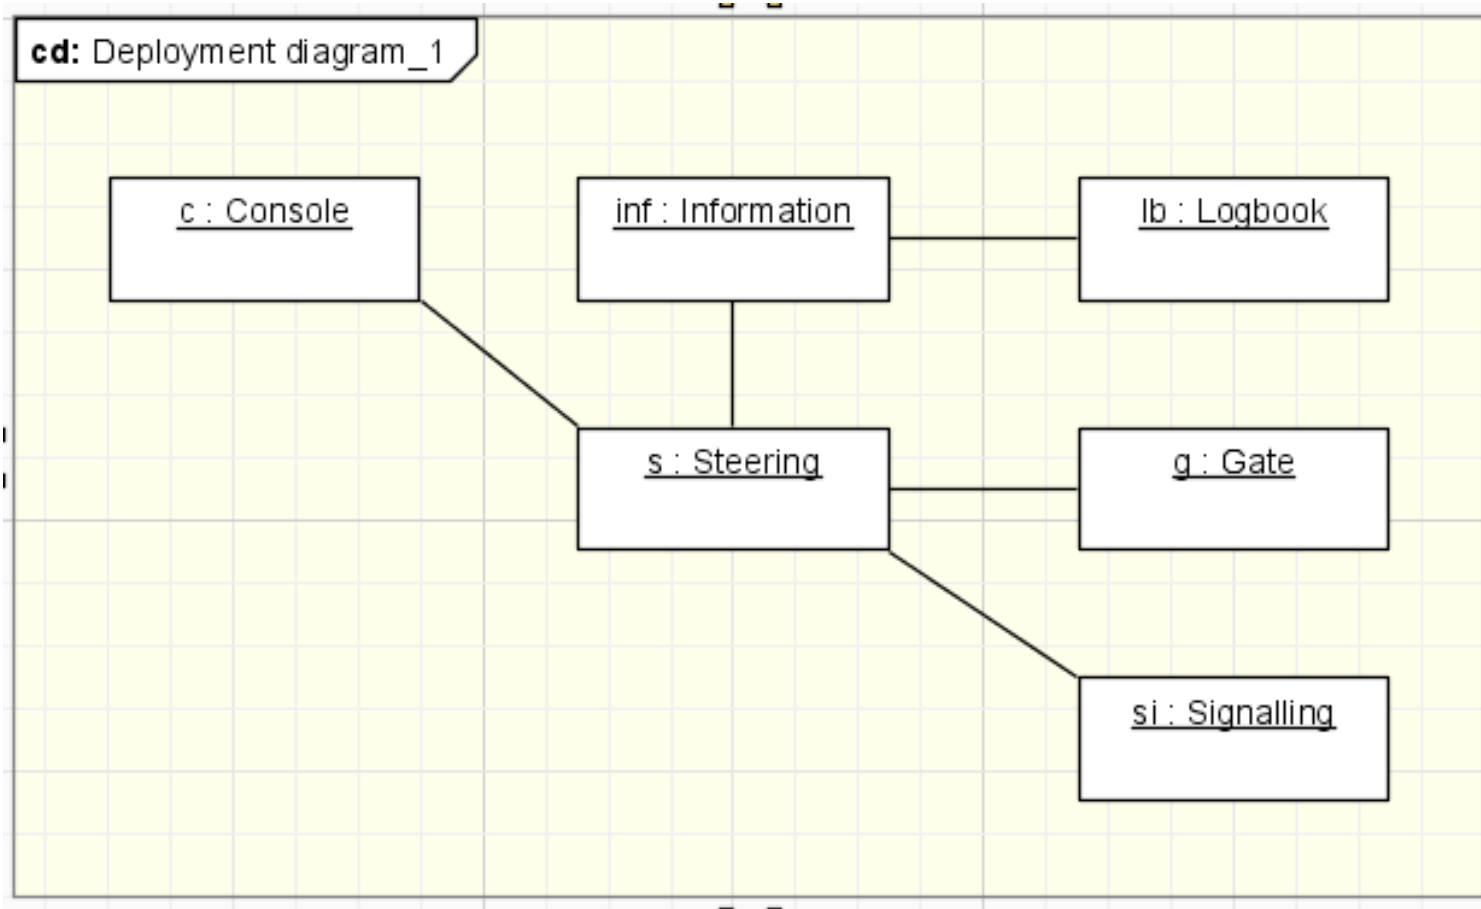 cd: Deployment diagram_1
c : Console
inf : Information
lb : Logbook
s : Steering
g : Gate
si : Signalling